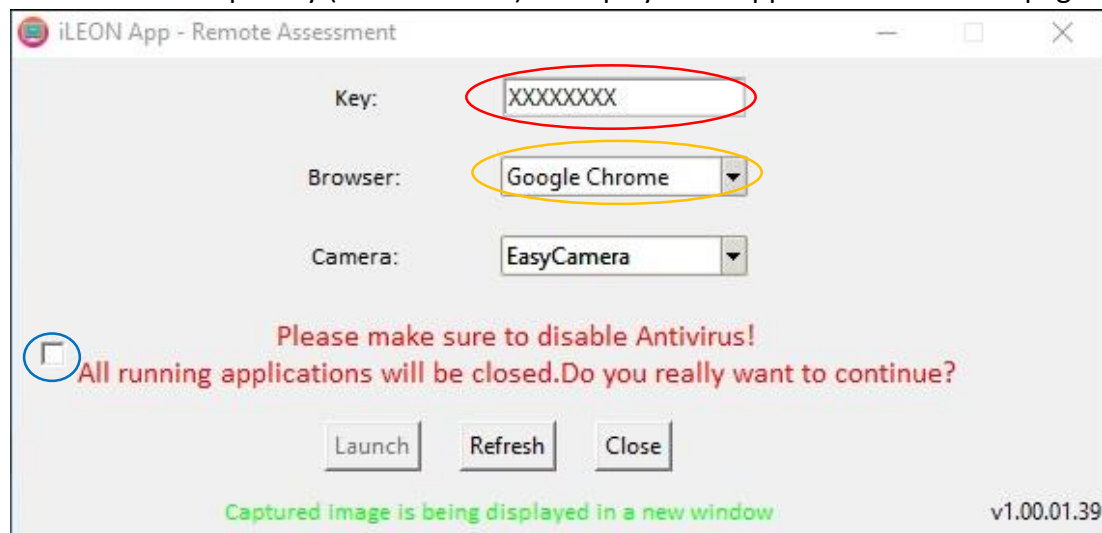 iLEON App - Remote Assessment
Key: XXXXXXXX
Browser: Google Chrome
Camera: EasyCamera
Please make sure to disable Antivirus!
All running applications will be closed.Do you really want to continue?
Launch Refresh Close
Captured image is being displayed in a new window v1.00.01.39